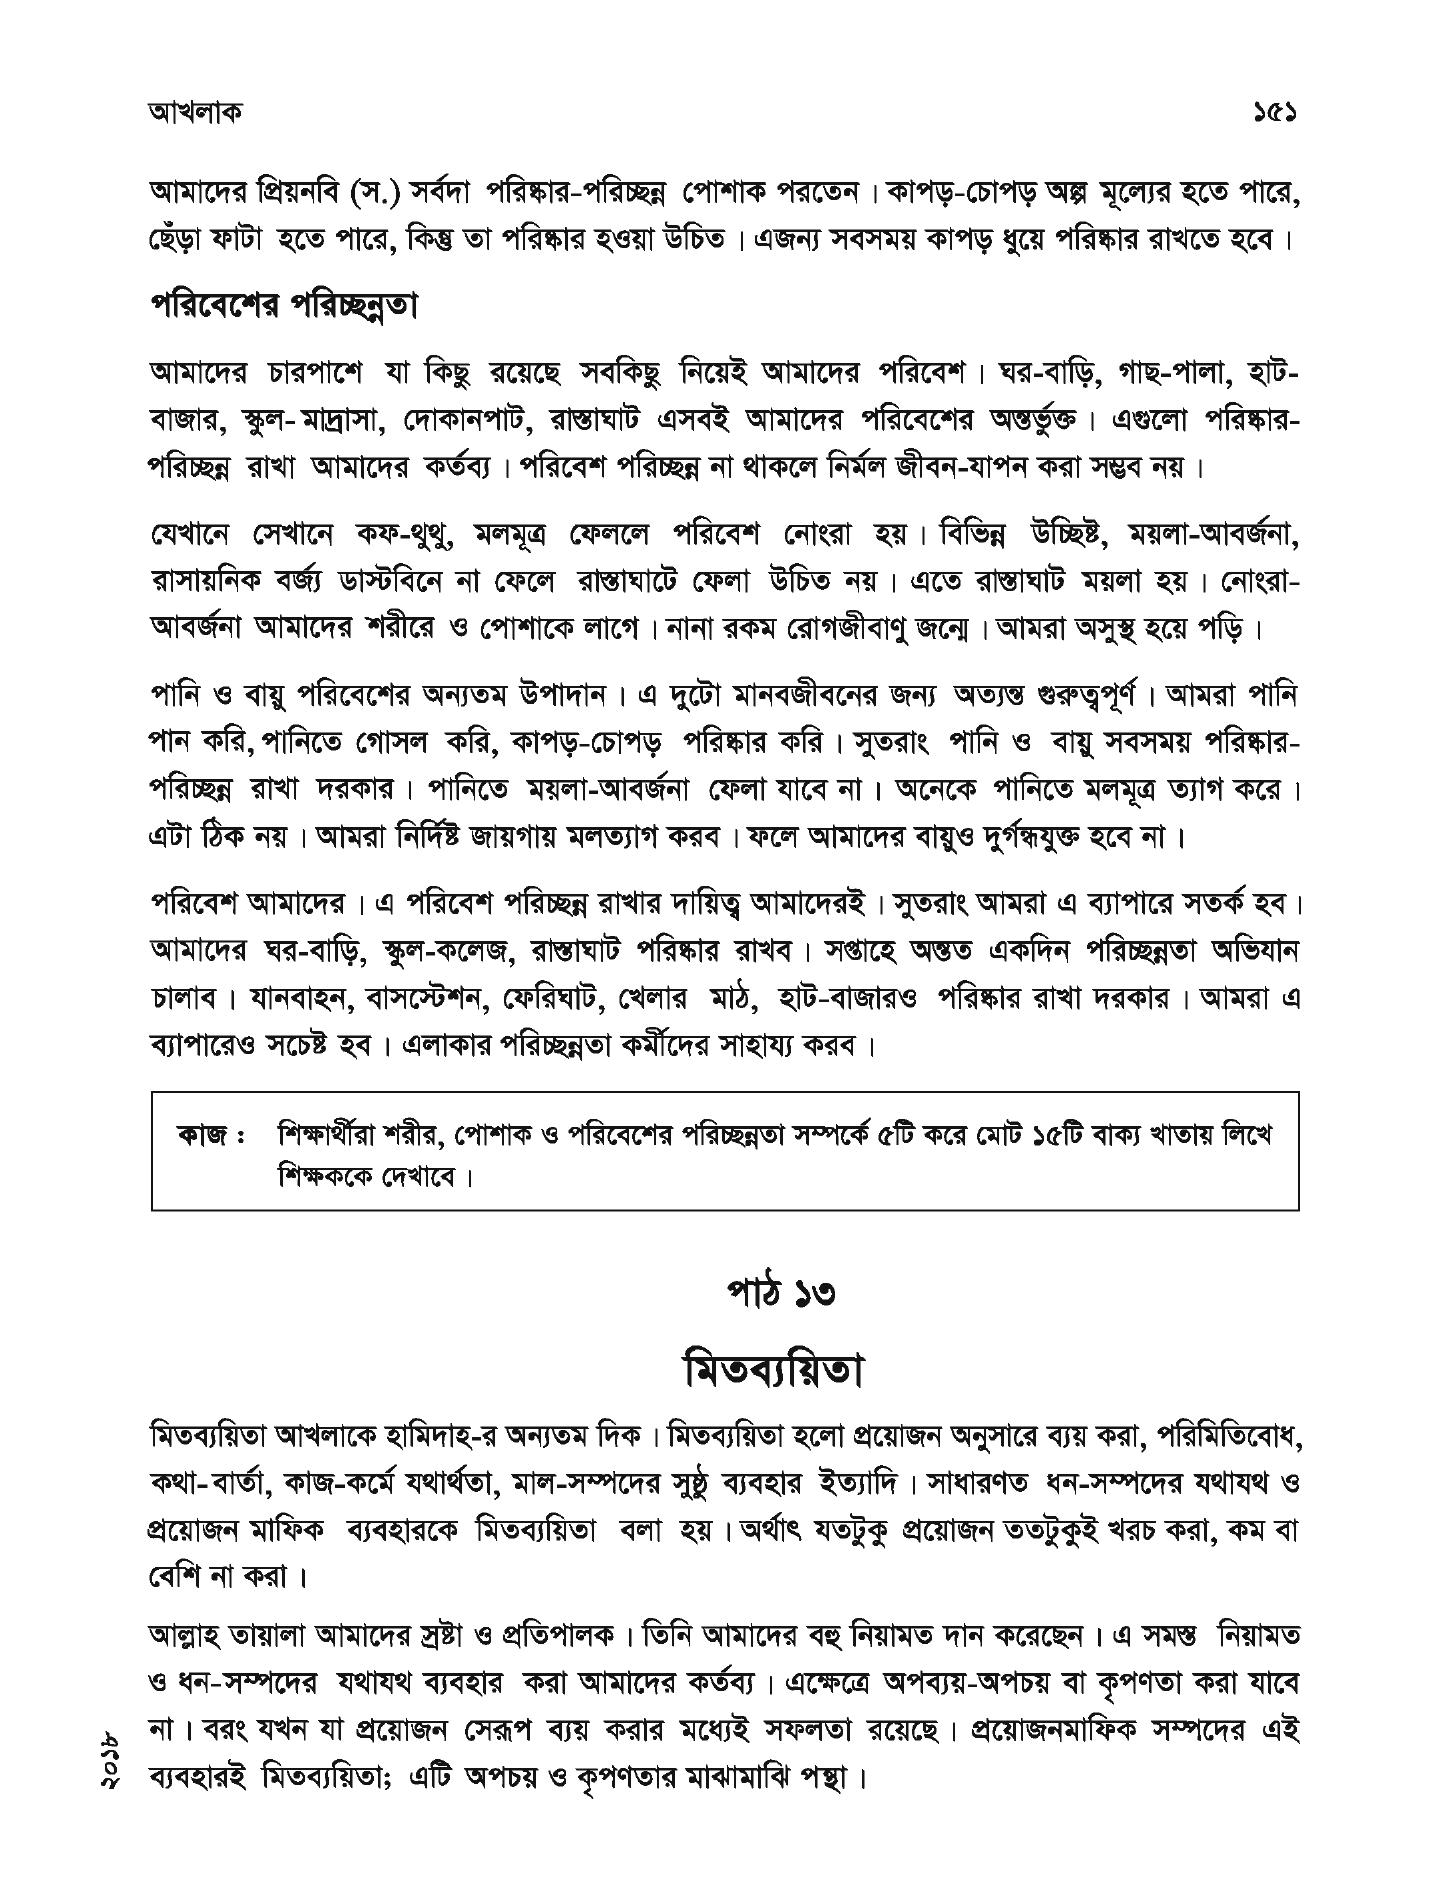 আখলাক ১৫১
আমাদের প্রিয়নবি (স.) সর্বদা পরিষ্কার-পরিচ্ছন্ন পোশাক পরতেন। কাপড়-চোপড় অল্প মূল্যের হতে পারে,
ছেঁড়া ফাটা হতে পারে, কিন্তু তা পরিষ্কার হওয়া উচিত। এজন্য সবসময় কাপড় ধুয়ে পরিষ্কার রাখতে হবে।
পরিবেশের পরিচ্ছন্নতা
আমাদের চারপাশে যা কিছু রয়েছে সবকিছু নিয়েই আমাদের পরিবেশ। ঘর-বাড়ি, গাছ-পালা, হাট-
বাজার, স্কুল- মাদ্রাসা, দোকানপাট, রাস্তাঘাট এসবই আমাদের পরিবেশের অন্তর্ভুক্ত। এগুলো পরিষ্কার-
পরিচ্ছন্ন রাখা আমাদের কর্তব্য। পরিবেশ পরিচ্ছন্ন না থাকলে নির্মল জীবন-যাপন করা সম্ভব নয়।
যেখানে সেখানে কফ-থুথু, মলমূত্র ফেললে পরিবেশ নোংরা হয়। বিভিন্ন উচ্ছিষ্ট, ময়লা-আবর্জনা,
রাসায়নিক বর্জ্য ডাস্টবিনে না ফেলে রাস্তাঘাটে ফেলা উচিত নয়। এতে রাস্তাঘাট ময়লা হয়। নোংরা-
আবর্জনা আমাদের শরীরে ও পোশাকে লাগে। নানা রকম রোগজীবাণু জন্মে। আমরা অসুস্থ হয়ে পড়ি।
পানি ও বায়ু পরিবেশের অন্যতম উপাদান। এ দুটো মানবজীবনের জন্য অত্যন্ত গুরুত্বপূর্ণ। আমরা পানি
পান করি, পানিতে গোসল করি, কাপড়-চোপড় পরিষ্কার করি। সুতরাং পানি ও বায়ু সবসময় পরিষ্কার-
পরিচ্ছন্ন রাখা দরকার। পানিতে ময়লা-আবর্জনা ফেলা যাবে না। অনেকে পানিতে মলমূত্র ত্যাগ করে।
এটা ঠিক নয়। আমরা নির্দিষ্ট জায়গায় মলত্যাগ করব। ফলে আমাদের বায়ুও দুর্গন্ধযুক্ত হবে না।
পরিবেশ আমাদের। এ পরিবেশ পরিচ্ছন্ন রাখার দায়িত্ব আমাদেরই। সুতরাং আমরা এ ব্যাপারে সতর্ক হব।
আমাদের ঘর-বাড়ি, স্কুল-কলেজ, রাস্তাঘাট পরিষ্কার রাখব। সপ্তাহে অন্তত একদিন পরিচ্ছন্নতা অভিযান
চালাব। যানবাহন, বাসস্টেশন, ফেরিঘাট, খেলার মাঠ, হাট-বাজারও পরিষ্কার রাখা দরকার। আমরা এ
ব্যাপারেও সচেষ্ট হব। এলাকার পরিচ্ছন্নতা কর্মীদের সাহায্য করব।
কাজ : শিক্ষার্থীরা শরীর, পোশাক ও পরিবেশের পরিচ্ছন্নতা সম্পর্কে ৫টি করে মোট ১৫টি বাক্য খাতায় লিখে
শিক্ষককে দেখাবে।
পাঠ ১৩
মিতব্যয়িতা
মিতব্যয়িতা আখলাকে হামিদাহ-র অন্যতম দিক। মিতব্যয়িতা হলো প্রয়োজন অনুসারে ব্যয় করা, পরিমিতিবোধ,
কথা-বার্তা, কাজ-কর্মে যথার্থতা, মাল-সম্পদের সুষ্ঠু ব্যবহার ইত্যাদি। সাধারণত ধন-সম্পদের যথাযথ ও
প্রয়োজন মাফিক ব্যবহারকে মিতব্যয়িতা বলা হয়। অর্থাৎ যতটুকু প্রয়োজন ততটুকুই খরচ করা, কম বা
বেশি না করা।
আল্লাহ তায়ালা আমাদের স্রষ্টা ও প্রতিপালক। তিনি আমাদের বহু নিয়ামত দান করেছেন। এ সমস্ত নিয়ামত
ও ধন-সম্পদের যথাযথ ব্যবহার করা আমাদের কর্তব্য। এক্ষেত্রে অপব্যয়-অপচয় বা কৃপণতা করা যাবে
না। বরং যখন যা প্রয়োজন সেরূপ ব্যয় করার মধ্যেই সফলতা রয়েছে। প্রয়োজনমাফিক সম্পদের এই
ব্যবহারই মিতব্যয়িতা; এটি অপচয় ও কৃপণতার মাঝামাঝি পন্থা।
২০১৮